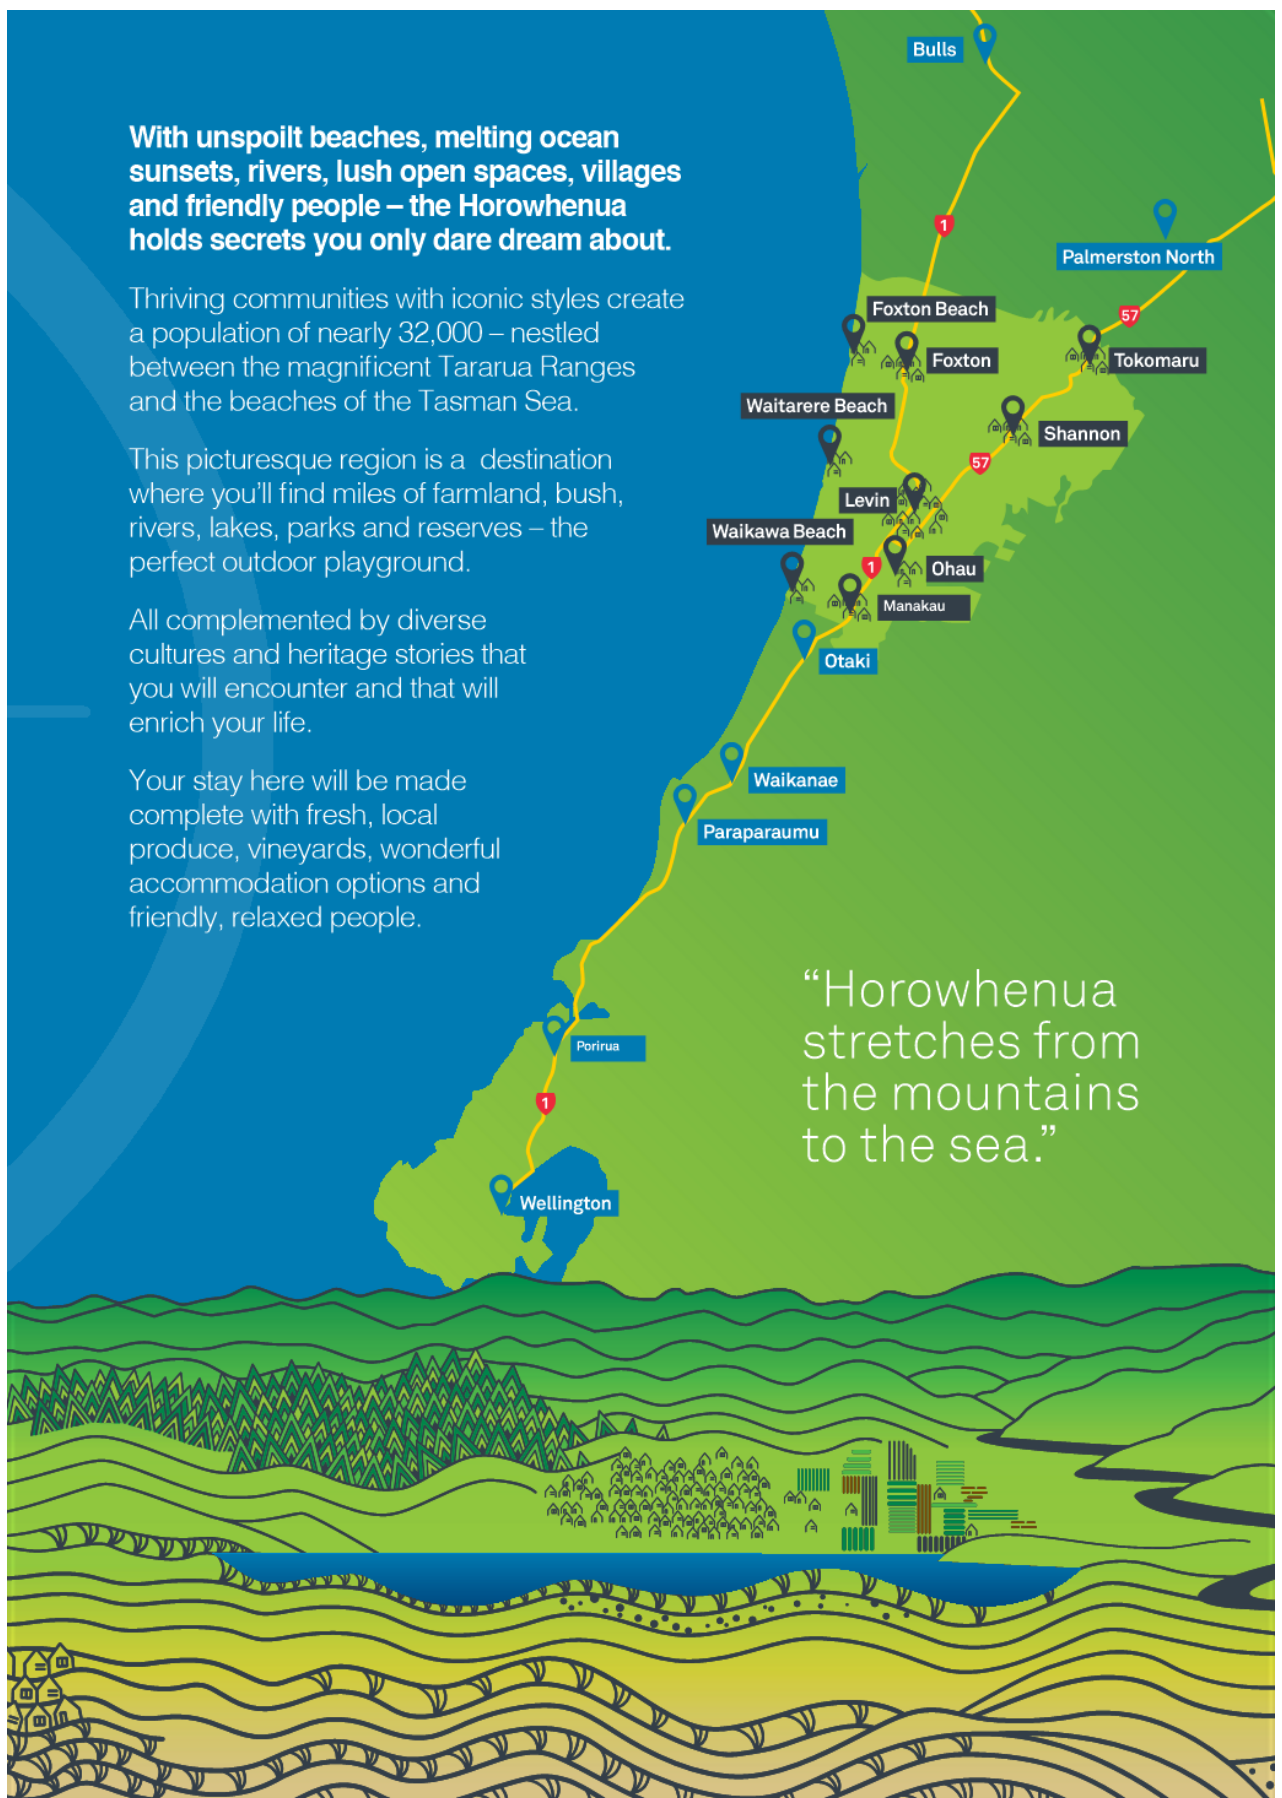 With unspoilt beaches, melting ocean
sunsets, rivers, lush open spaces, villages
and friendly people – the Horowhenua
holds secrets you only dare dream about.
Thriving communities with iconic styles create
a population of nearly 32,000 – nestled
between the magnificent Tararua Ranges
and the beaches of the Tasman Sea.
This picturesque region is a  destination
where you'll find miles of farmland, bush,
rivers, lakes, parks and reserves – the
perfect outdoor playground.
All complemented by diverse
cultures and heritage stories that
you will encounter and that will
enrich your life.
Your stay here will be made
complete with fresh, local
produce, vineyards, wonderful
accommodation options and
friendly, relaxed people.
Bulls
1
Palmerston North
Foxton Beach
57
Foxton
Tokomaru
Waitarere Beach
Shannon
57
Levin
Waikawa Beach
1
Ohau
Manakau
Otaki
Waikanae
Paraparaumu
Porirua
1
Wellington
“Horowhenua
stretches from
the mountains
to the sea.”